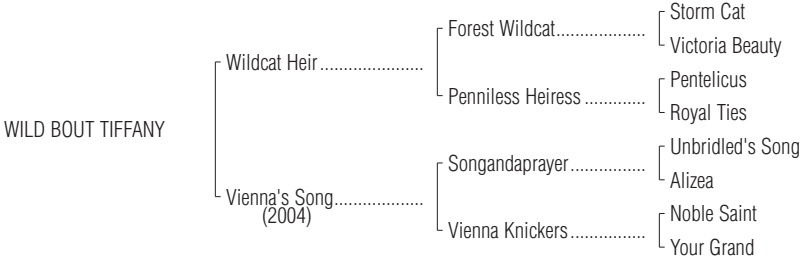 Storm Cat
Forest Wildcat...................
Victoria Beauty
Wildcat Heir......................
Pentelicus
Penniless Heiress .............
Royal Ties
WILD BOUT TIFFANY
Unbridled's Song
Songandaprayer................
Alizea
Vienna's Song...................
(2004)
Noble Saint
Vienna Knickers................
Your Grand